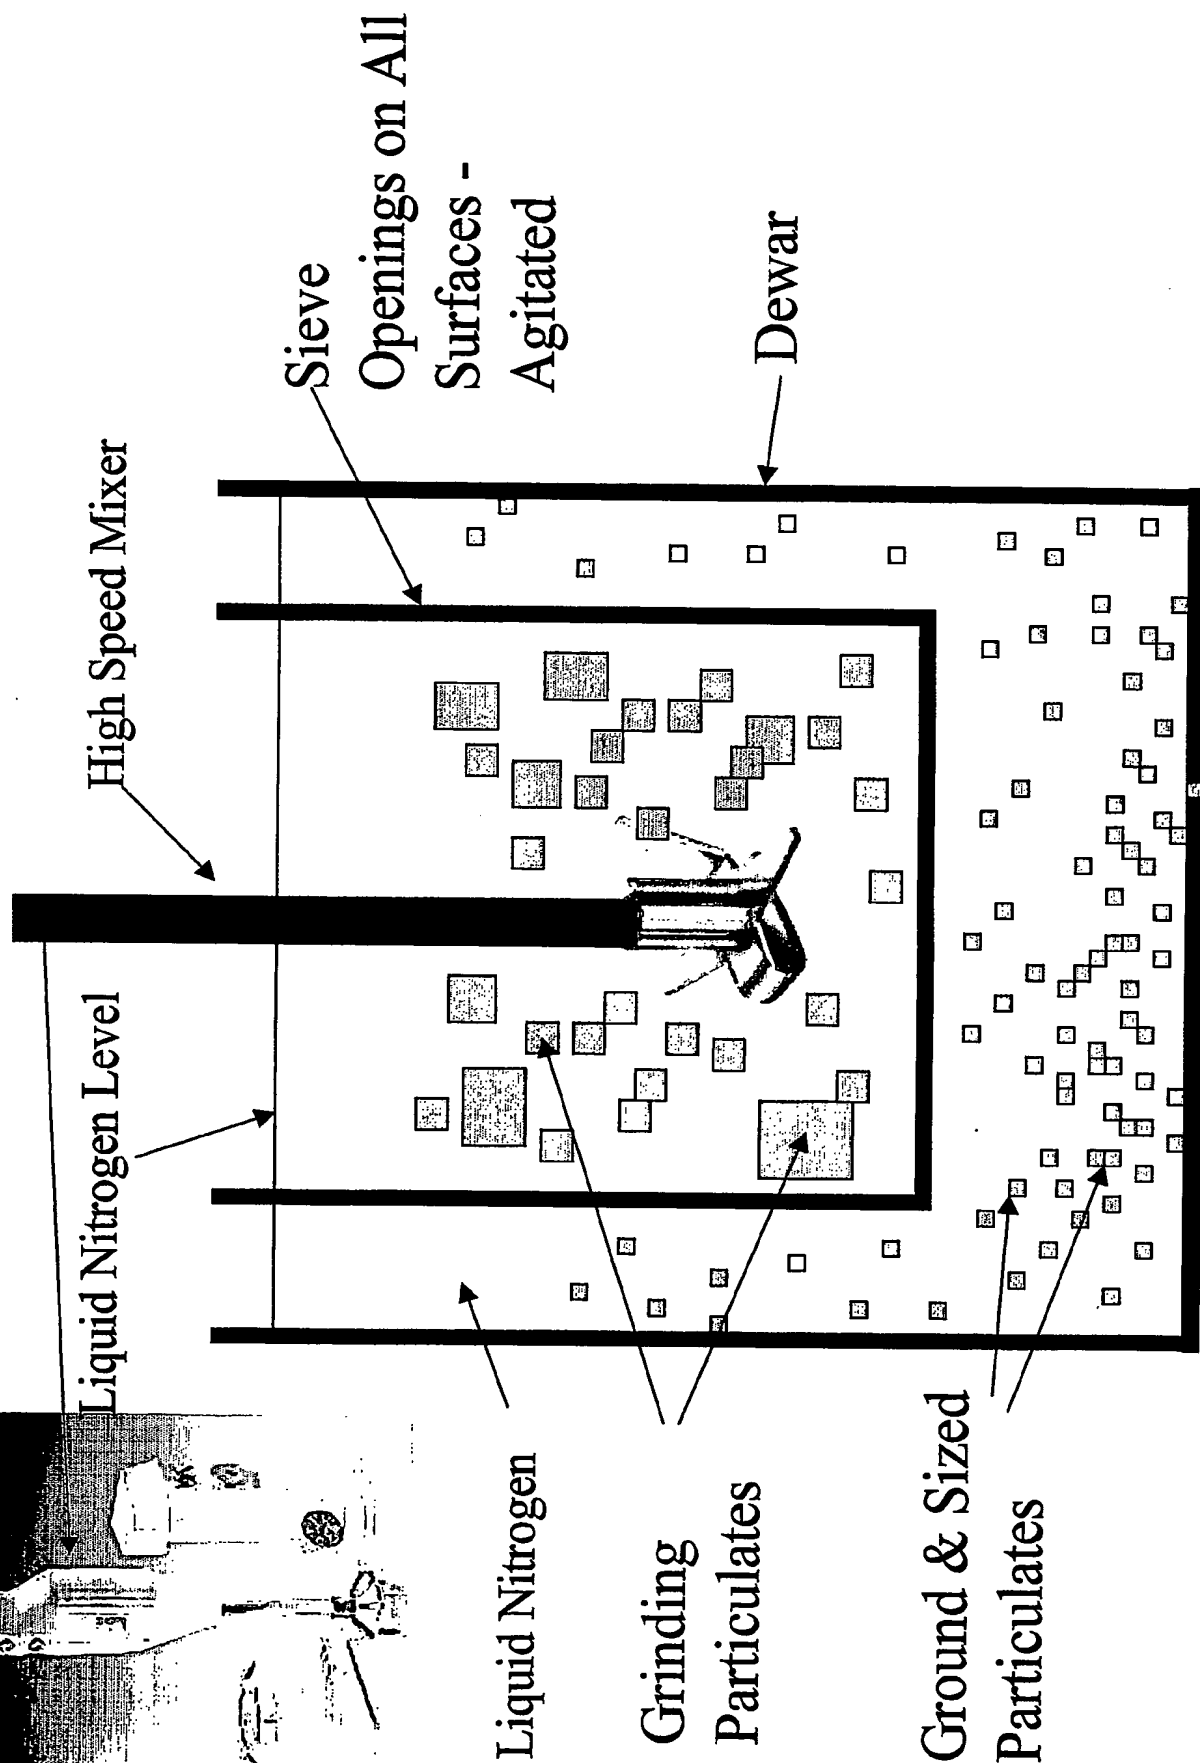 High Speed Mixer
Liquid Nitrogen Level
Sieve
Openings on All
Surfaces -
Agitated
Liquid Nitrogen
Dewar
Grinding
Particulates
Ground & Sized
Particulates